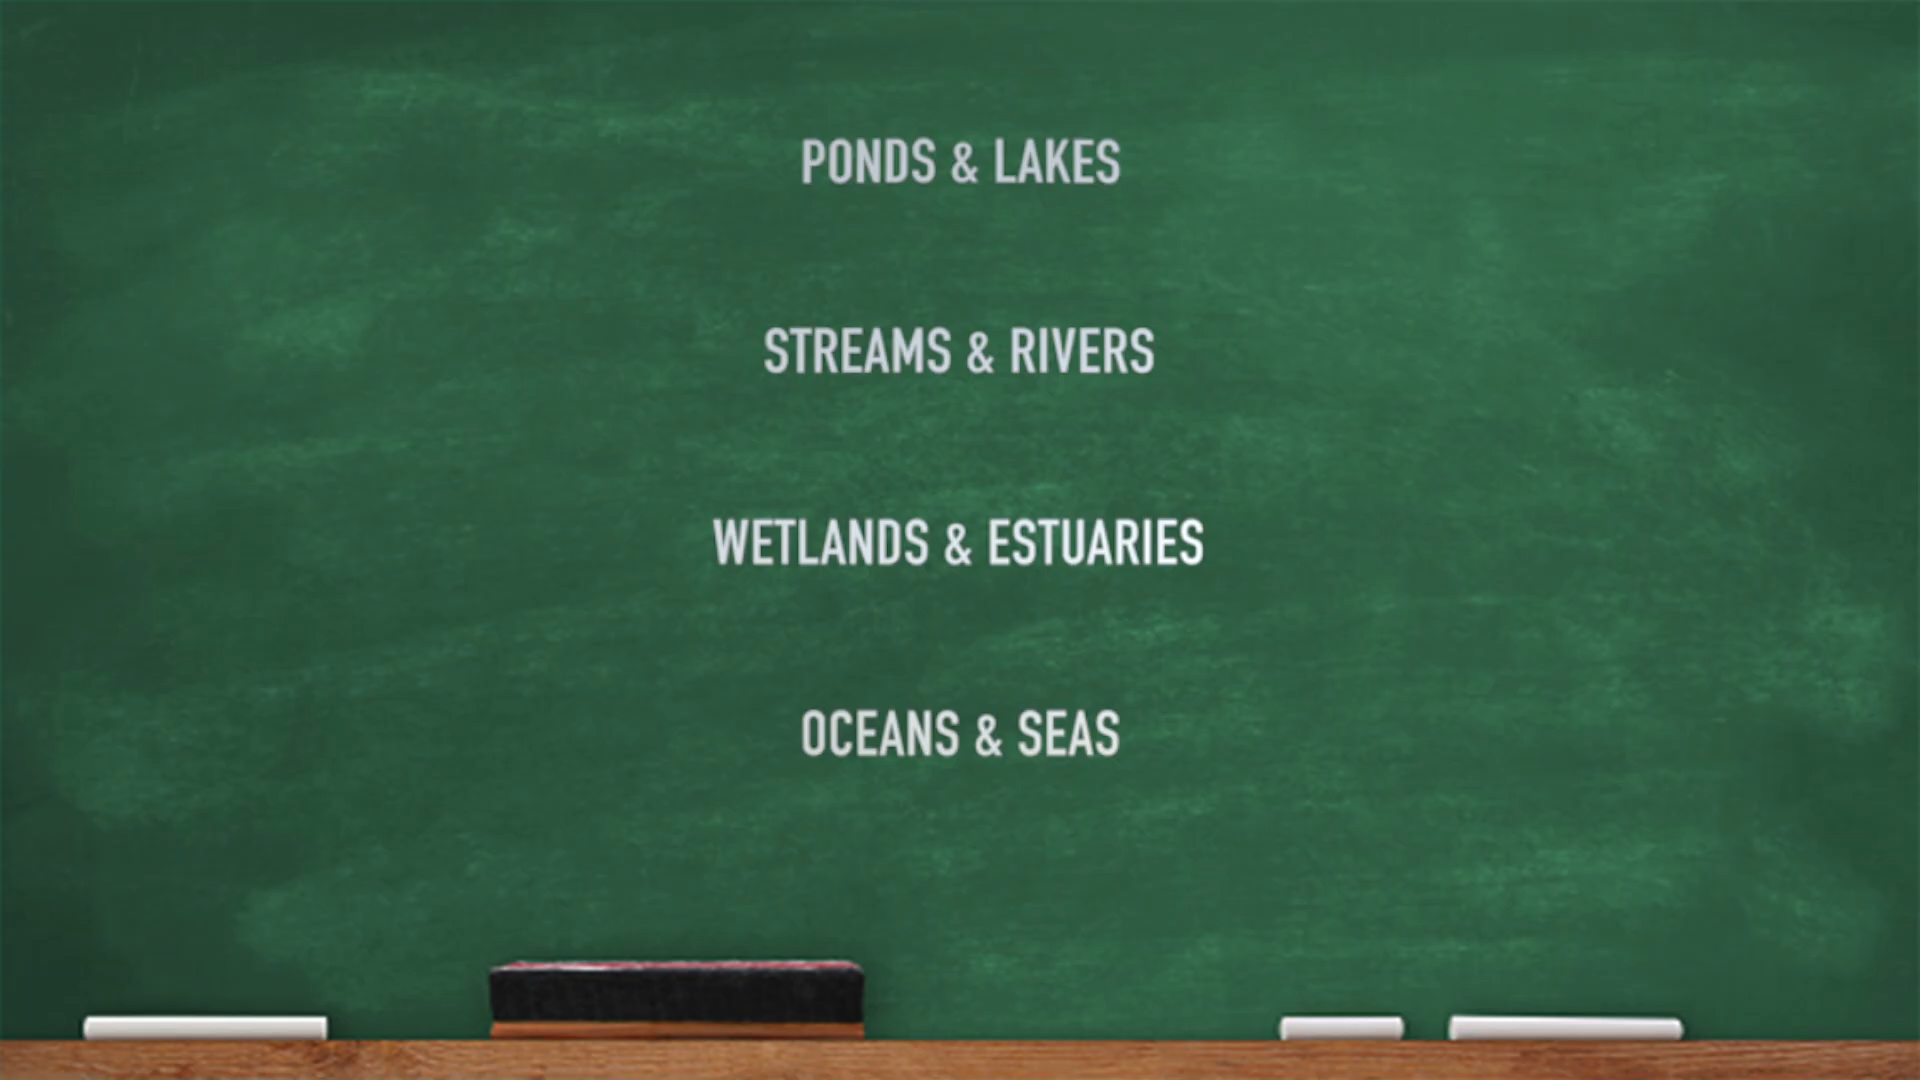 PONDS & LAKES
STREAMS & RIVERS
WETLANDS & ESTUARIES
OCEANS & SEAS